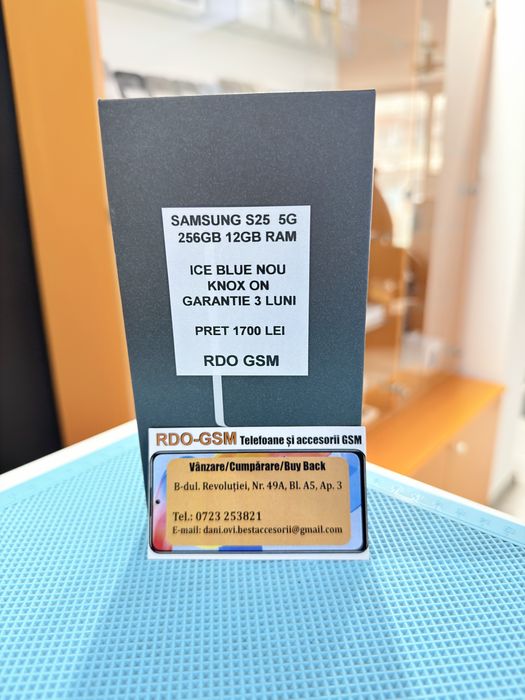 SAMSUNG S25 5G
256GB 12GB RAM
ICE BLUE NOU
KNOX ON
GARANTIE 3 LUNI
PRET 1700 LEI
RDO GSM
RDO-GSM Telefoane și accesorii GSM
Vânzare/Cumpărare/Buy Back
B-dul. Revoluției, Nr. 49A, Bl. A5, Ap. 3
Tel.: 0723 253821
E-mail: dani.ovi.bestaccesorii@gmail.com